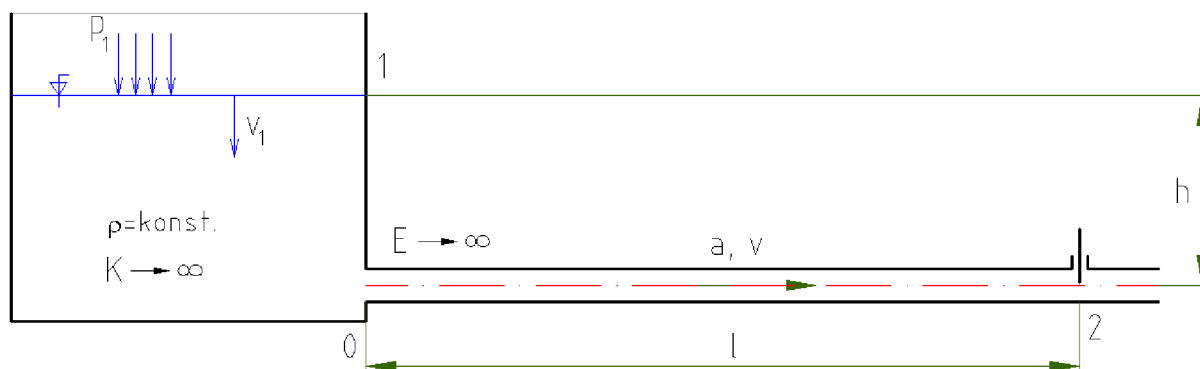 P₁
1
v₁
h
ρ=konst.
E → ∞
a, v
K → ∞
0
l
2